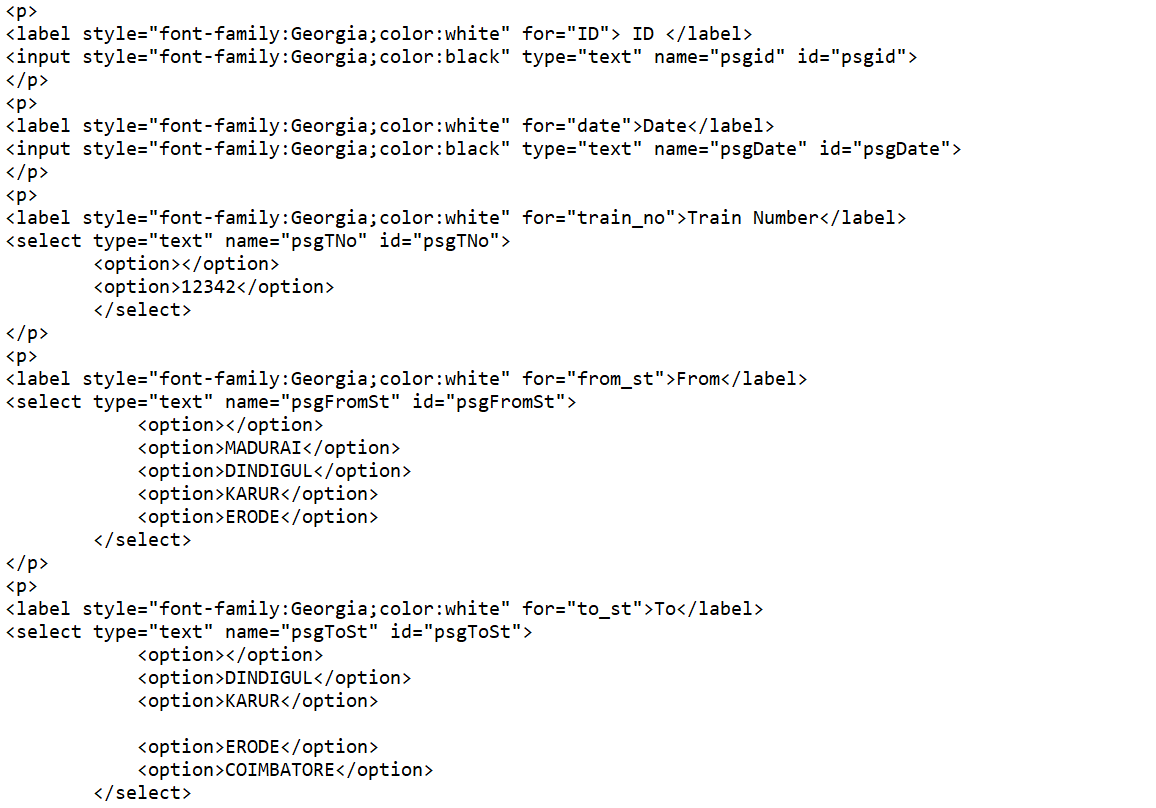 <p>
<label style="font-family:Georgia;color:white" for="ID"> ID </label>
<input style="font-family:Georgia;color:black" type="text" name="psgid" id="psgid">
</p>
<p>
<label style="font-family:Georgia;color:white" for="date">Date</label>
<input style="font-family:Georgia;color:black" type="text" name="psgDate" id="psgDate">
</p>
<p>
<label style="font-family:Georgia;color:white" for="train_no">Train Number</label>
<select type="text" name="psgTNo" id="psgTNo">
        <option></option>
        <option>12342</option>
        </select>
</p>
<p>
<label style="font-family:Georgia;color:white" for="from_st">From</label>
<select type="text" name="psgFromSt" id="psgFromSt">
            <option></option>
            <option>MADURAI</option>
            <option>DINDIGUL</option>
            <option>KARUR</option>
            <option>ERODE</option>
        </select>
</p>
<p>
<label style="font-family:Georgia;color:white" for="to_st">To</label>
<select type="text" name="psgToSt" id="psgToSt">
            <option></option>
            <option>DINDIGUL</option>
            <option>KARUR</option>

            <option>ERODE</option>
            <option>COIMBATORE</option>
        </select>